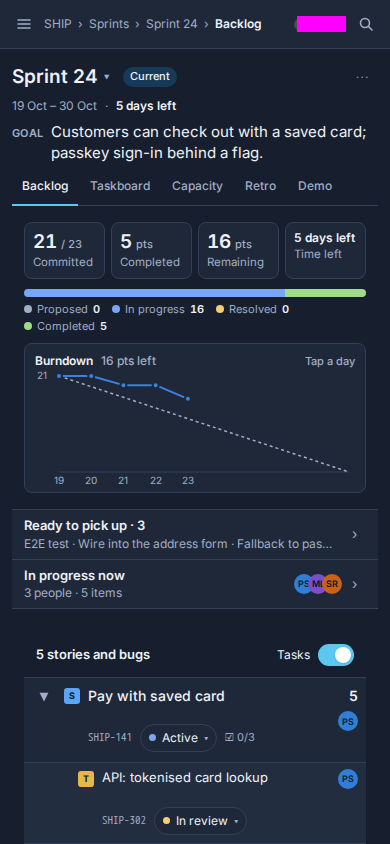 SHIP › Sprints › Sprint 24 › Backlog
Sprint 24 ▾ Current ...
19 Oct – 30 Oct · 5 days left
GOAL Customers can check out with a saved card;
passkey sign-in behind a flag.
Backlog Taskboard Capacity Retro Demo
21 / 23 5 pts 16 pts 5 days left
Committed Completed Remaining Time left
Proposed 0 In progress 16 Resolved 0
Completed 5
Burndown 16 pts left Tap a day
21
19 20 21 22 23
Ready to pick up · 3
E2E test · Wire into the address form · Fallback to pas...
In progress now
3 people · 5 items PS SR
5 stories and bugs Tasks
S Pay with saved card 5
PS
SHIP-141 Active ▾ ☑ 0/3
T API: tokenised card lookup PS
SHIP-302 In review ▾